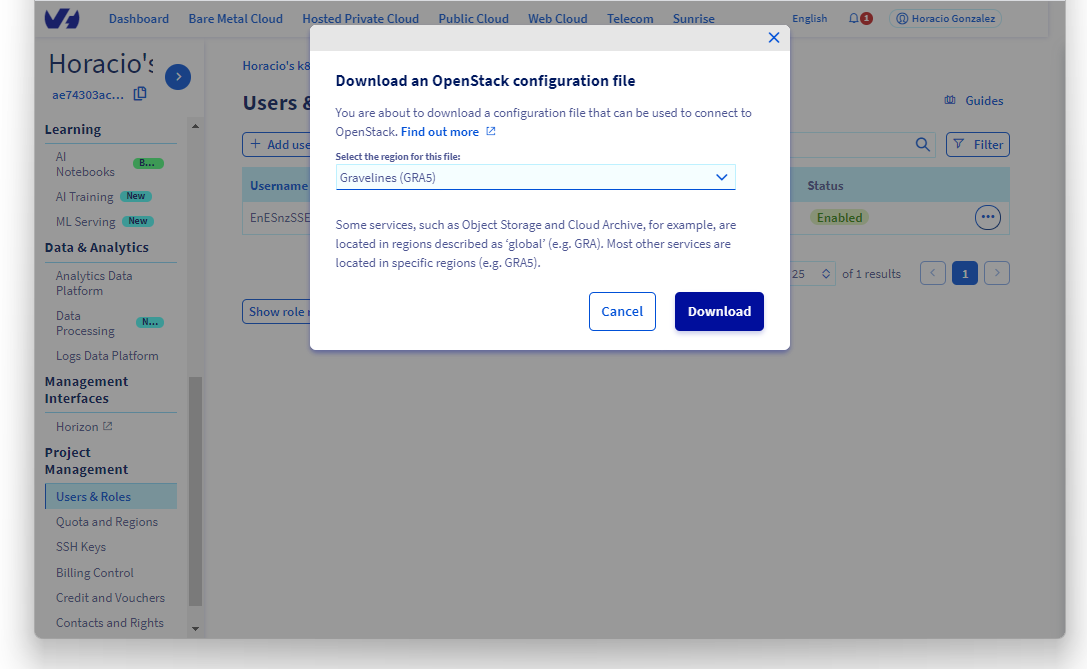 Dashboard Bare Metal Cloud Hosted Private Cloud Public Cloud Web Cloud Telecom Sunrise English 1 Horacio Gonzalez
Horacio's
ae74303ac...
Learning
AI
Notebooks B...
AI Training New
ML Serving New
Data & Analytics
Analytics Data
Platform
Data
Processing N...
Logs Data Platform
Management
Interfaces
Horizon
Project
Management
Users & Roles
Quota and Regions
SSH Keys
Billing Control
Credit and Vouchers
Contacts and Rights
Horacio's k8
Users &
Guides
+ Add use
Filter
Username Status
EnESnzSSE Enabled
25 of 1 results 1
Show role
Download an OpenStack configuration file
You are about to download a configuration file that can be used to connect to
OpenStack. Find out more
Select the region for this file:
Gravelines (GRA5)
Some services, such as Object Storage and Cloud Archive, for example, are
located in regions described as ‘global’ (e.g. GRA). Most other services are
located in specific regions (e.g. GRA5).
Cancel Download